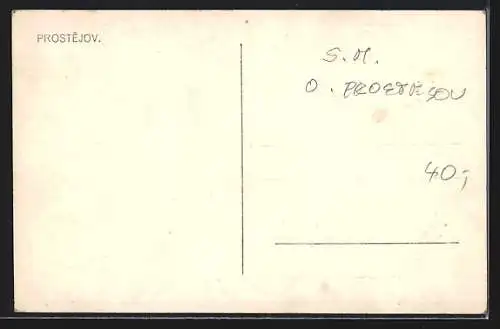 PROSTĚJOV.
S. M.
O. PROSTĚJOV
40,-